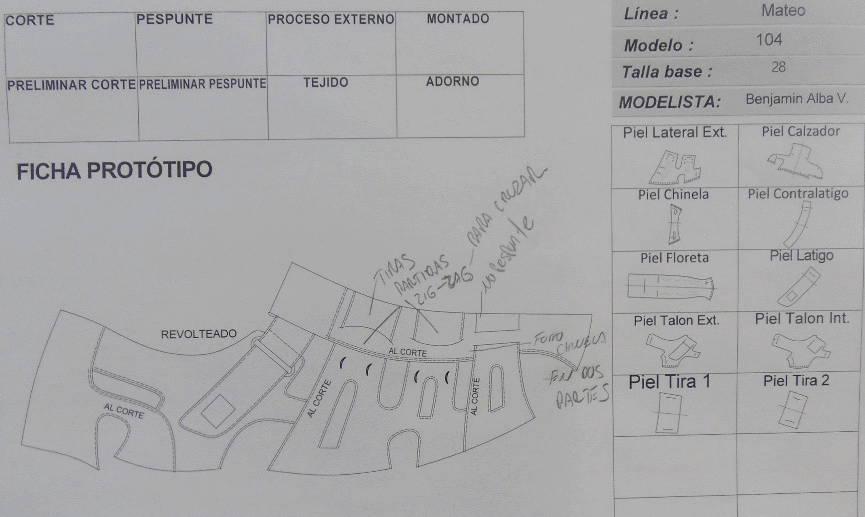 CORTE PESPUNTE PROCESO EXTERNO MONTADO
PRELIMINAR CORTE PRELIMINAR PESPUNTE TEJIDO ADORNO
FICHA PROTÓTIPO
Línea : Mateo
Modelo : 104
Talla base : 28
MODELISTA: Benjamin Alba V.
Piel Lateral Ext. Piel Calzador
Piel Chinela Piel Contralatigo
Piel Floreta Piel Latigo
Piel Talon Ext. Piel Talon Int.
Piel Tira 1 Piel Tira 2
TIRAS
PARTIDAS
ZIG-ZAG - PARA CRUZAR
no pespunte
REVOLTEADO
AL CORTE
AL CORTE
AL CORTE
AL CORTE
FORRO
CHINELA
EN DOS
PARTES